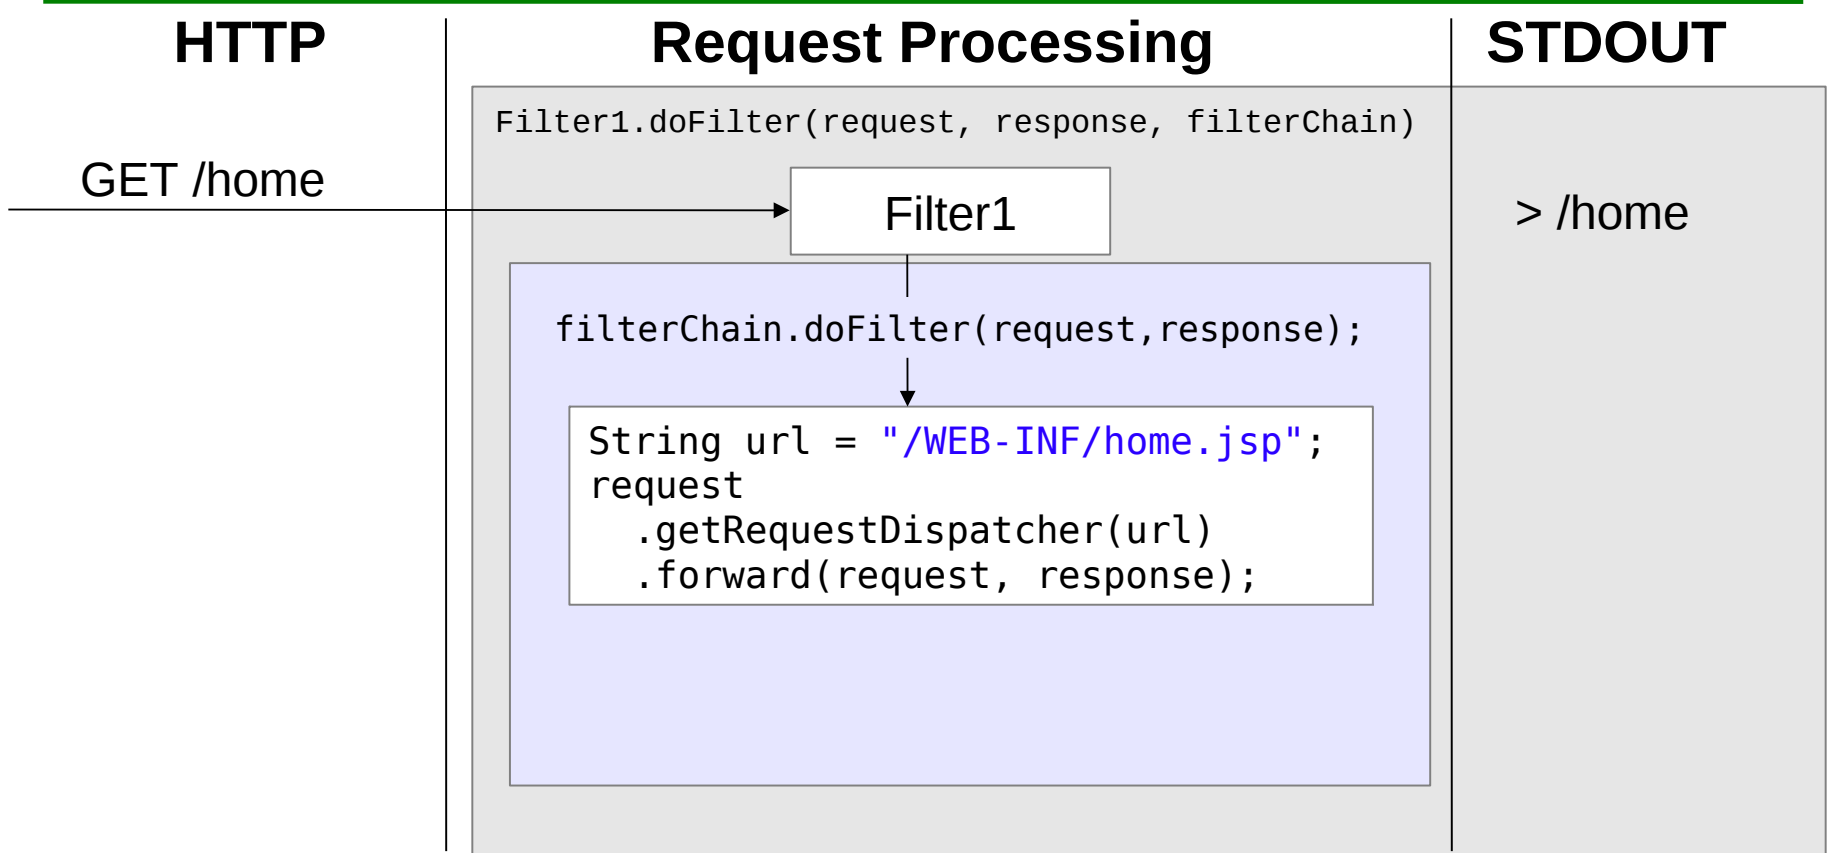 HTTP
Request Processing
STDOUT
Filter1.doFilter(request, response, filterChain)
GET /home
Filter1
> /home
filterChain.doFilter(request,response);
String url = "/WEB-INF/home.jsp";
request
  .getRequestDispatcher(url)
  .forward(request, response);